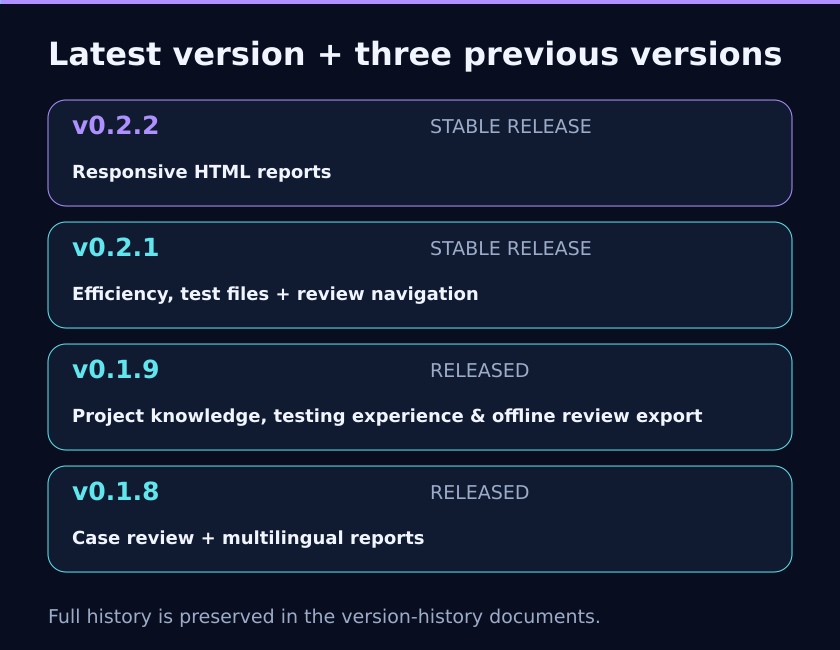 Latest version + three previous versions
v0.2.2 STABLE RELEASE
Responsive HTML reports
v0.2.1 STABLE RELEASE
Efficiency, test files + review navigation
v0.1.9 RELEASED
Project knowledge, testing experience & offline review export
v0.1.8 RELEASED
Case review + multilingual reports
Full history is preserved in the version-history documents.